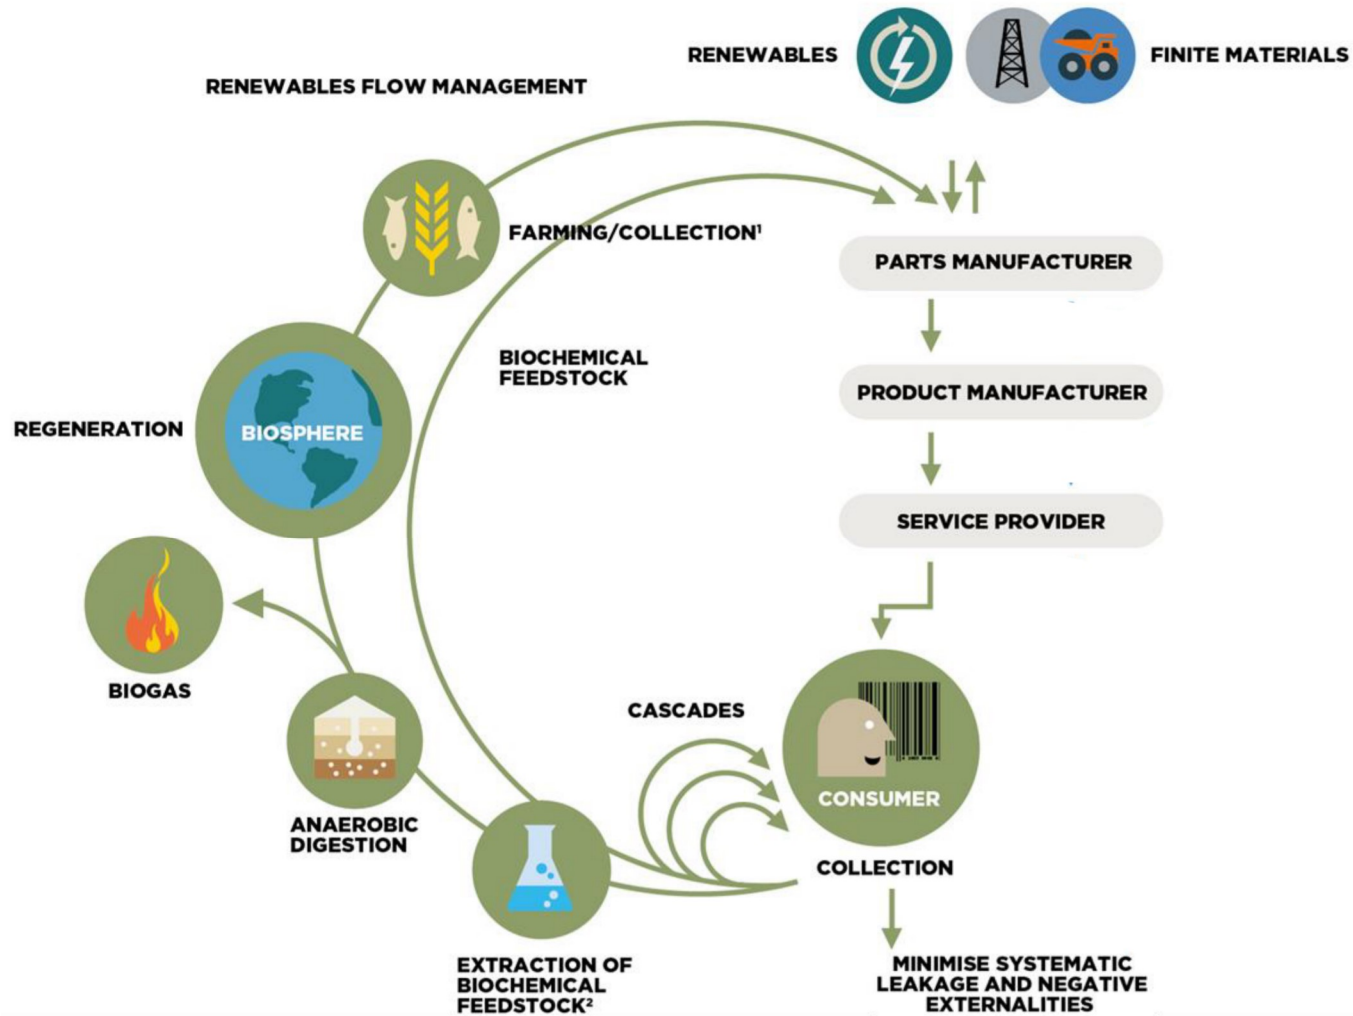 RENEWABLES
FINITE MATERIALS
RENEWABLES FLOW MANAGEMENT
FARMING/COLLECTION¹
PARTS MANUFACTURER
BIOCHEMICAL
FEEDSTOCK
PRODUCT MANUFACTURER
REGENERATION
BIOSPHERE
SERVICE PROVIDER
BIOGAS
CASCADES
CONSUMER
ANAEROBIC
DIGESTION
COLLECTION
EXTRACTION OF
BIOCHEMICAL
FEEDSTOCK²
MINIMISE SYSTEMATIC
LEAKAGE AND NEGATIVE
EXTERNALITIES